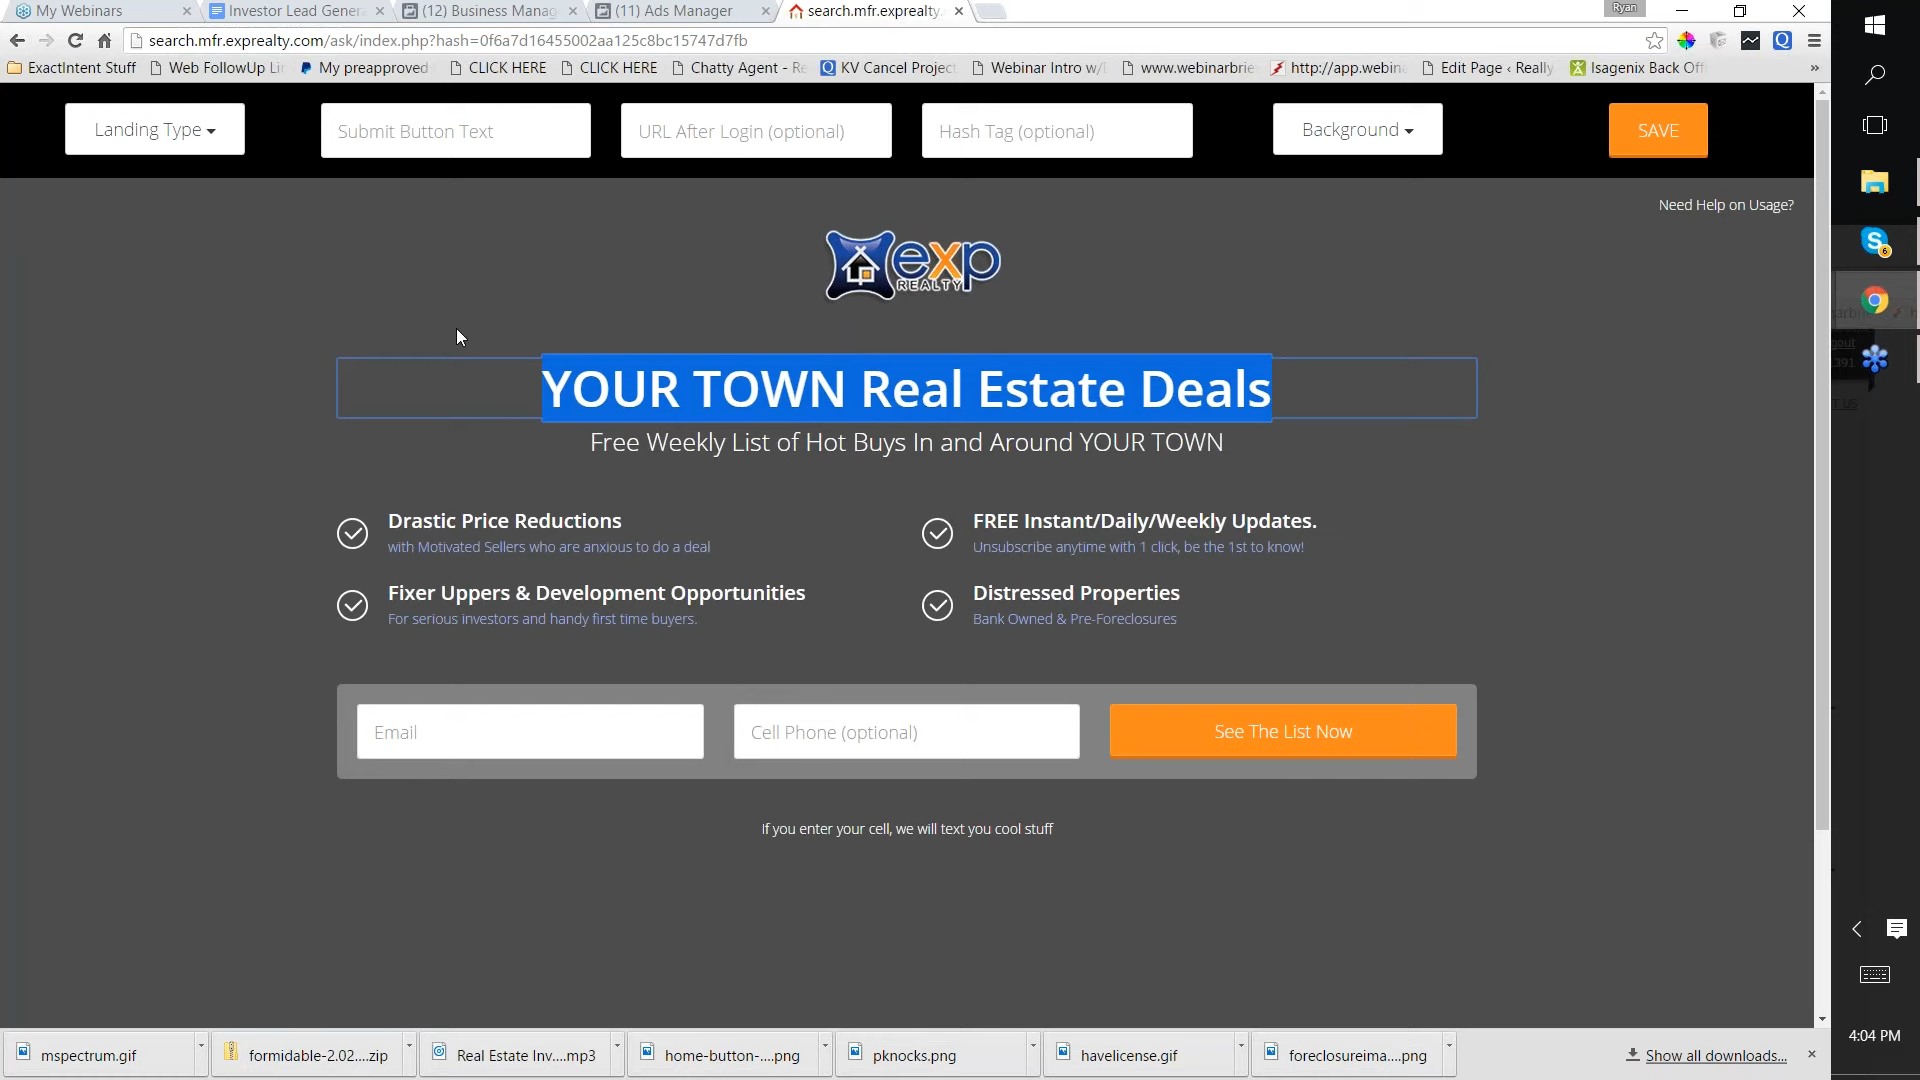 My Webinars
Investor Lead Genera
(12) Business Manag
(11) Ads Manager
search.mfr.exprealty.
Ryan
search.mfr.exprealty.com/ask/index.php?hash=0f6a7d16455002aa125c8bc15747d7fb
ExactIntent Stuff
Web FollowUp Li
My preapproved
CLICK HERE
CLICK HERE
Chatty Agent - Re
KV Cancel Project
Webinar Intro w/
www.webinarbrie
http://app.webina
Edit Page ‹ Really
Isagenix Back Off
»
Landing Type
Submit Button Text
URL After Login (optional)
Hash Tag (optional)
Background
SAVE
Need Help on Usage?
exp
REALTY
YOUR TOWN Real Estate Deals
Free Weekly List of Hot Buys In and Around YOUR TOWN
Drastic Price Reductions
with Motivated Sellers who are anxious to do a deal
FREE Instant/Daily/Weekly Updates.
Unsubscribe anytime with 1 click, be the 1st to know!
Fixer Uppers & Development Opportunities
For serious investors and handy first time buyers.
Distressed Properties
Bank Owned & Pre-Foreclosures
Email
Cell Phone (optional)
See The List Now
If you enter your cell, we will text you cool stuff
mspectrum.gif
formidable-2.02....zip
Real Estate Inv....mp3
home-button-....png
pknocks.png
havelicense.gif
foreclosureima....png
Show all downloads...
4:04 PM